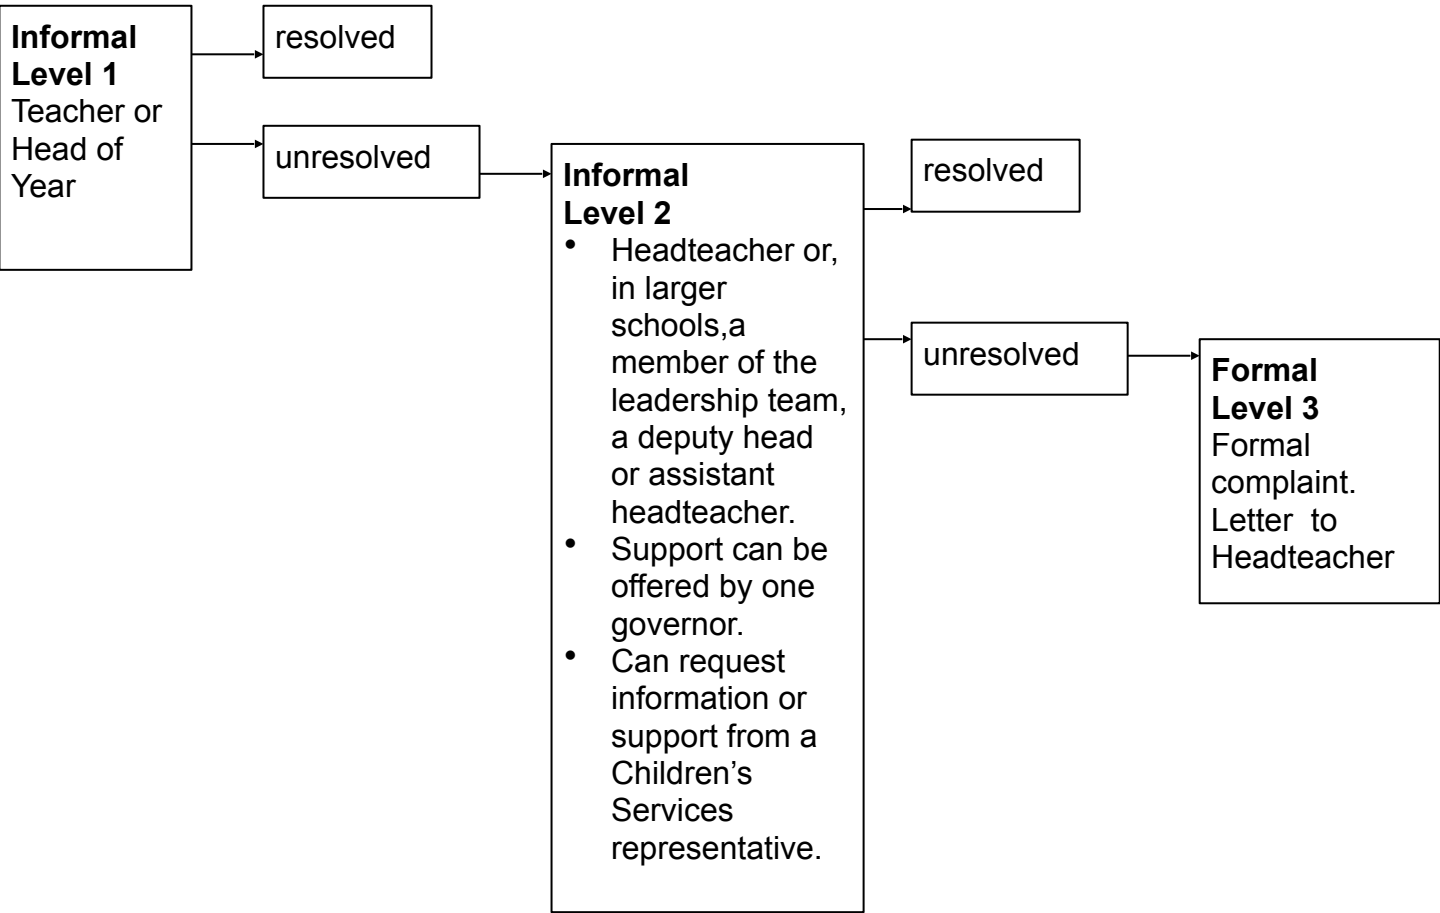 Informal
Level 1
Teacher or
Head of
Year
resolved
unresolved
Informal
Level 2
• Headteacher or,
in larger
schools,a
member of the
leadership team,
a deputy head
or assistant
headteacher.
• Support can be
offered by one
governor.
• Can request
information or
support from a
Children’s
Services
representative.
resolved
unresolved
Formal
Level 3
Formal
complaint.
Letter  to
Headteacher